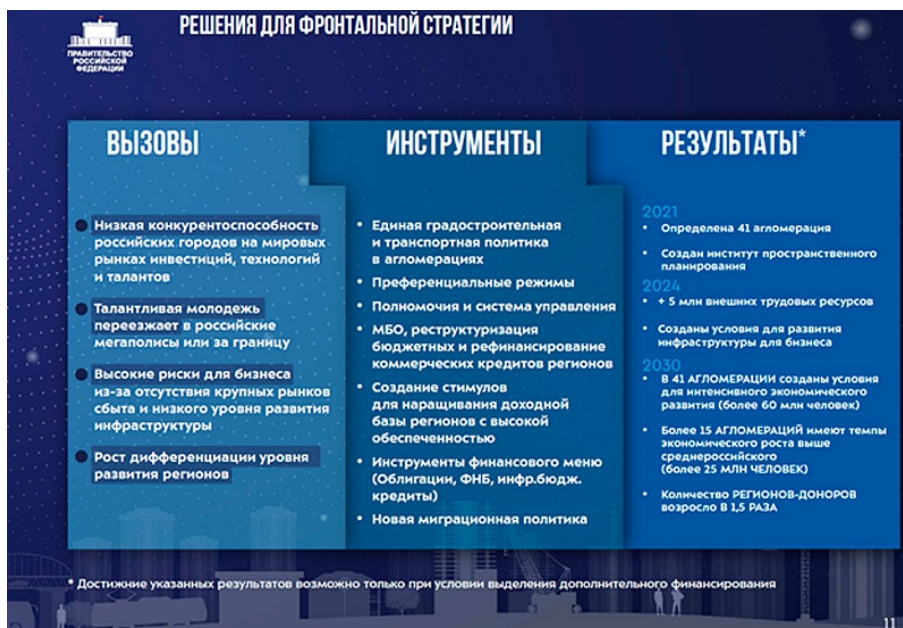 РЕШЕНИЯ ДЛЯ ФРОНТАЛЬНОЙ СТРАТЕГИИ
ПРАВИТЕЛЬСТВО
РОССИЙСКОЙ
ФЕДЕРАЦИИ
ВЫЗОВЫ
Низкая конкурентоспособность
российских городов на мировых
рынках инвестиций, технологий
и талантов
Талантливая молодежь
переезжает в российские
мегаполисы или за границу
Высокие риски для бизнеса
из-за отсутствия крупных рынков
сбыта и низкого уровня развития
инфраструктуры
Рост дифференциации уровня
развития регионов
ИНСТРУМЕНТЫ
• Единая градостроительная
и транспортная политика
в агломерациях
• Преференциальные режимы
• Полномочия и система управления
• МБО, реструктуризация
бюджетных и рефинансирование
коммерческих кредитов регионов
• Создание стимулов
для наращивания доходной
базы регионов с высокой
обеспеченностью
• Инструменты финансового меню
(Облигации, ФНБ, инфр.бюдж.
кредиты)
• Новая миграционная политика
РЕЗУЛЬТАТЫ*
2021
• Определена 41 агломерация
• Создан институт пространственного
планирования
2024
• + 5 млн внешних трудовых ресурсов
• Созданы условия для развития
инфраструктуры для бизнеса
2030
• В 41 АГЛОМЕРАЦИИ созданы условия
для интенсивного экономического
развития (более 60 млн человек)
• Более 15 АГЛОМЕРАЦИЙ имеют темпы
экономического роста выше
среднероссийского
(более 25 МЛН ЧЕЛОВЕК)
• Количество РЕГИОНОВ-ДОНОРОВ
возросло В 1,5 РАЗА
* Достижние указанных результатов возможно только при условии выделения дополнительного финансирования
11